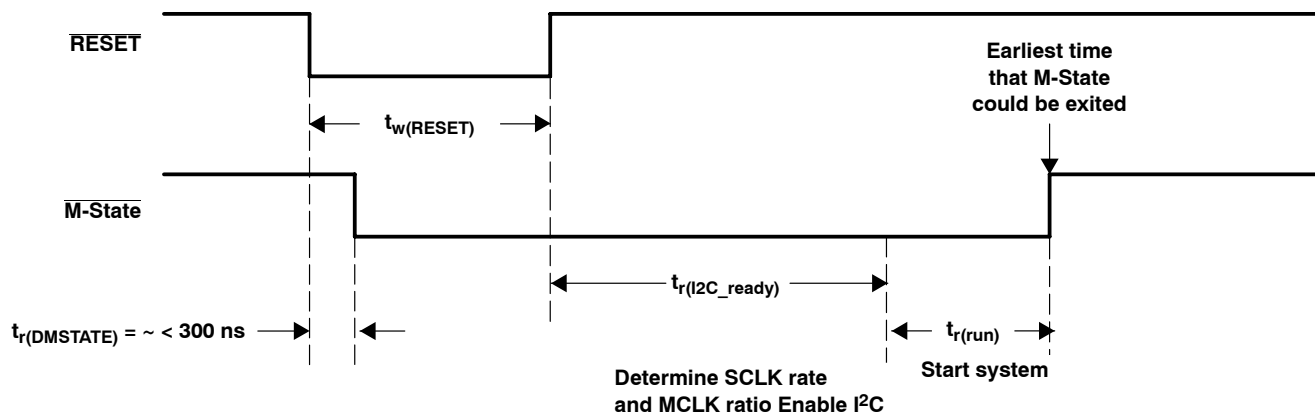 RESET
Earliest time
that M-State
could be exited
tw(RESET)
M-State
tr(I2C_ready)
tr(DMSTATE) = ~ < 300 ns
tr(run)
Start system
Determine SCLK rate
and MCLK ratio Enable I²C